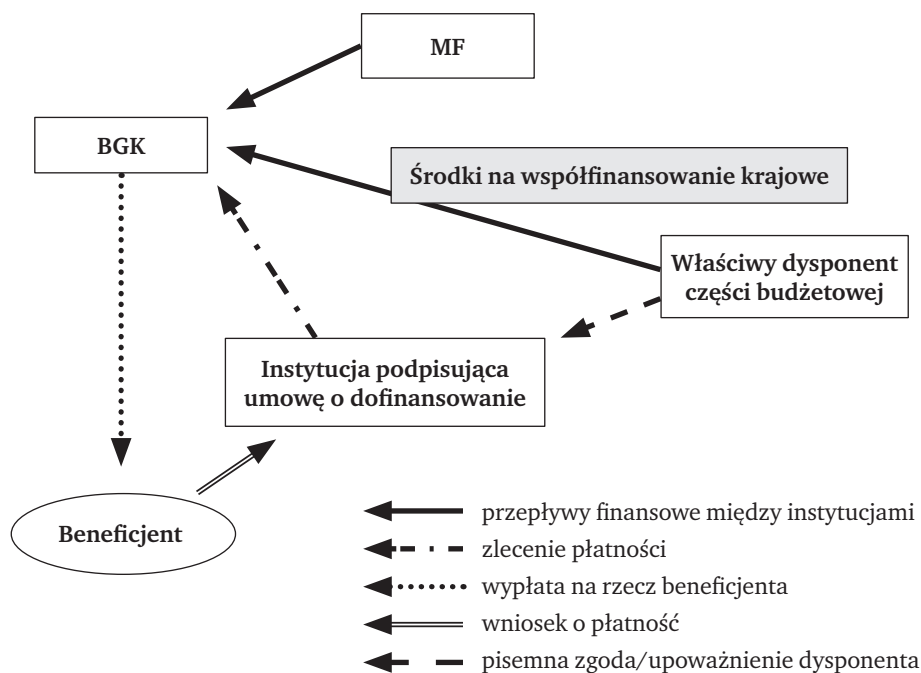 MF
BGK
Środki na współfinansowanie krajowe
Właściwy dysponent
części budżetowej
Instytucja podpisująca
umowę o dofinansowanie
Beneficjent
przepływy finansowe między instytucjami
zlecenie płatności
wypłata na rzecz beneficjenta
wniosek o płatność
pisemna zgoda/upoważnienie dysponenta